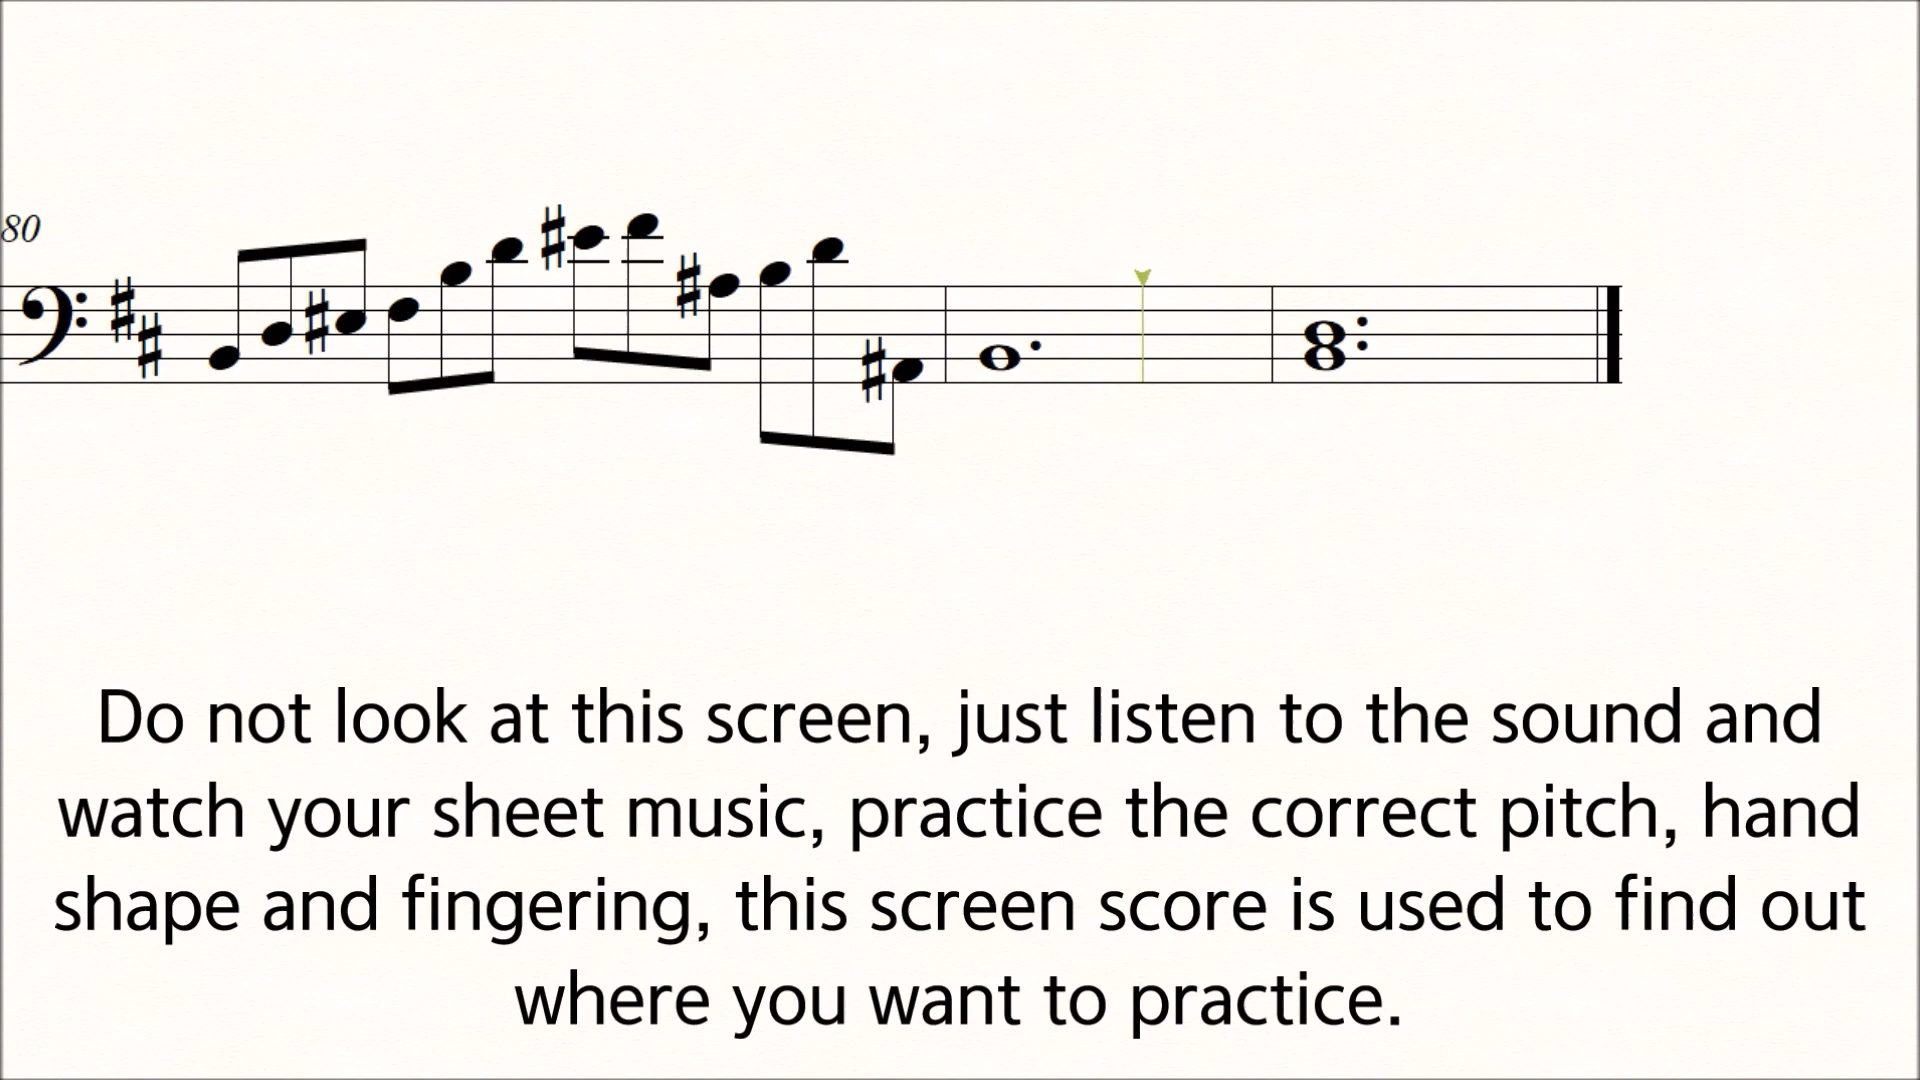 80
Do not look at this screen, just listen to the sound and
watch your sheet music, practice the correct pitch, hand
shape and fingering, this screen score is used to find out
where you want to practice.